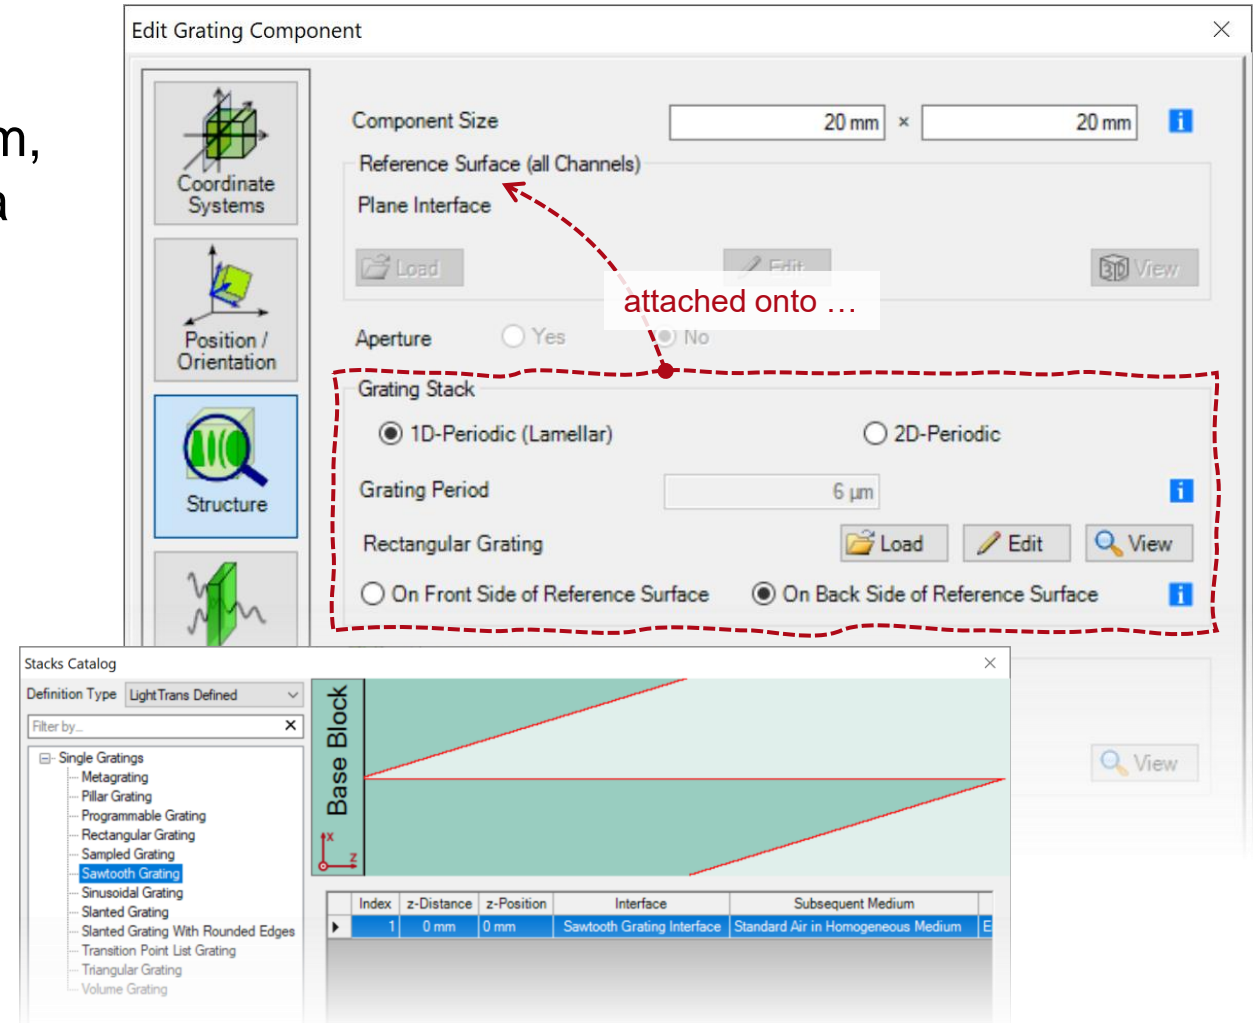 Edit Grating Component
m,
a
Coordinate
Systems
Position /
Orientation
Structure
Component Size 20 mm × 20 mm
Reference Surface (all Channels)
Plane Interface
Load Edit 3D View
attached onto …
Aperture Yes No
Grating Stack
1D-Periodic (Lamellar) 2D-Periodic
Grating Period 6 µm
Rectangular Grating Load Edit View
On Front Side of Reference Surface On Back Side of Reference Surface
View
Stacks Catalog
Definition Type LightTrans Defined
Filter by...
Single Gratings
Metagrating
Pillar Grating
Programmable Grating
Rectangular Grating
Sampled Grating
Sawtooth Grating
Sinusoidal Grating
Slanted Grating
Slanted Grating With Rounded Edges
Transition Point List Grating
Triangular Grating
Volume Grating
Base Block
x
z
Index z-Distance z-Position Interface Subsequent Medium
1 0 mm 0 mm Sawtooth Grating Interface Standard Air in Homogeneous Medium E